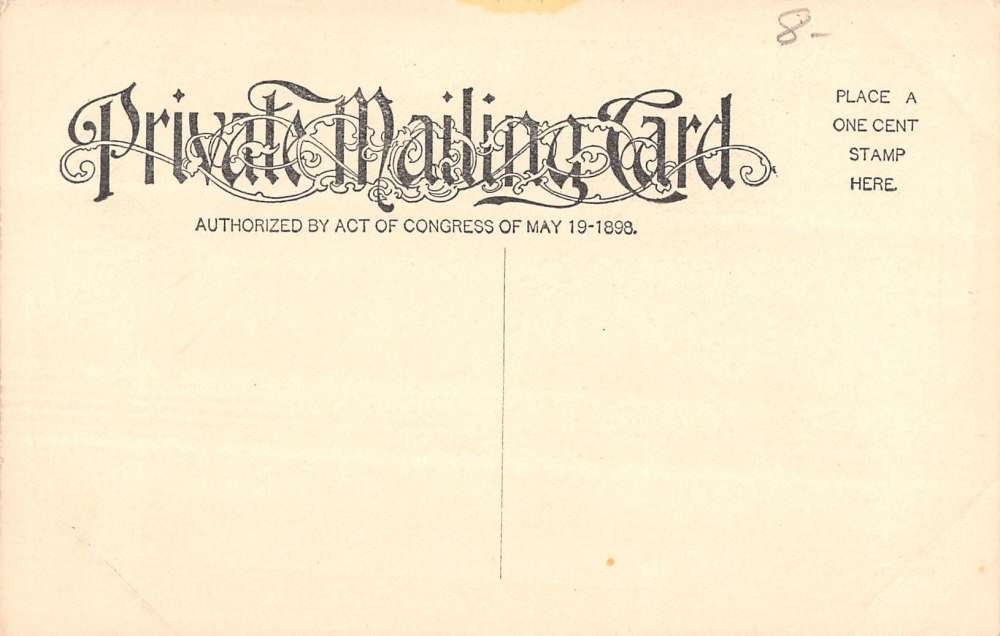 8-
Private Mailing Card
PLACE A
ONE CENT
STAMP
HERE.
AUTHORIZED BY ACT OF CONGRESS OF MAY 19-1898.